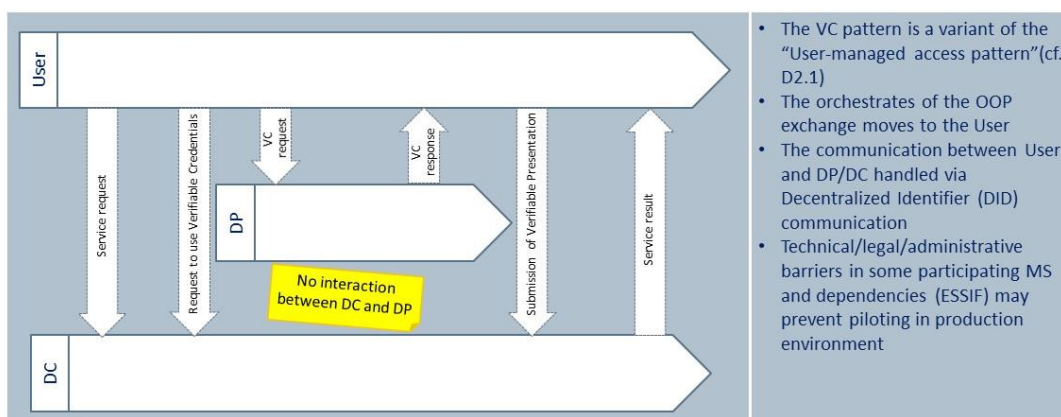 User
Service request
Request to use Verifiable Credentials
VC
request
VC
response
Submission of Verifiable Presentation
Service result
DP
No interaction
between DC and DP
DC
• The VC pattern is a variant of the
“User-managed access pattern”(cf.
D2.1)
• The orchestrates of the OOP
exchange moves to the User
• The communication between User
and DP/DC handled via
Decentralized Identifier (DID)
communication
• Technical/legal/administrative
barriers in some participating MS
and dependencies (ESSIF) may
prevent piloting in production
environment